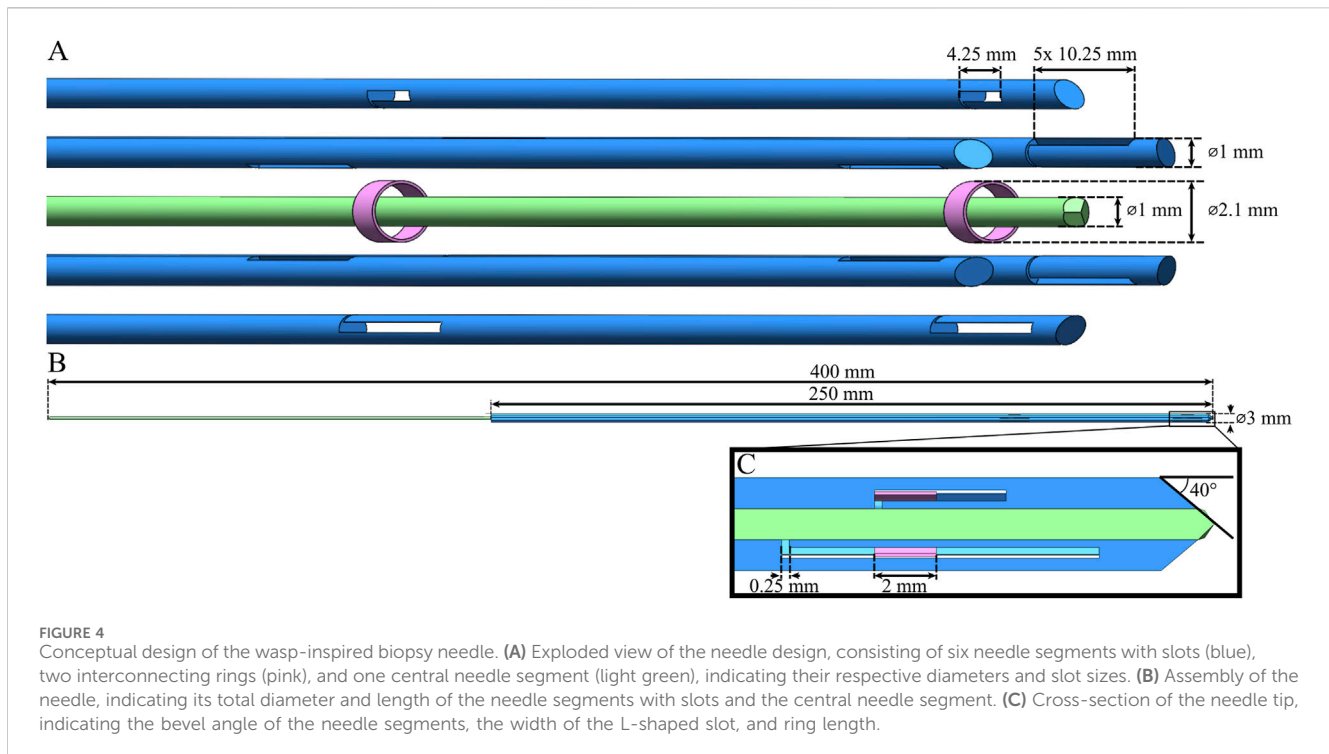 A
4.25 mm
5x 10.25 mm
⌀1 mm
⌀1 mm
⌀2.1 mm
B
400 mm
250 mm
⌀3 mm
C
40°
0.25 mm
2 mm
FIGURE 4
Conceptual design of the wasp-inspired biopsy needle. (A) Exploded view of the needle design, consisting of six needle segments with slots (blue),
two interconnecting rings (pink), and one central needle segment (light green), indicating their respective diameters and slot sizes. (B) Assembly of the
needle, indicating its total diameter and length of the needle segments with slots and the central needle segment. (C) Cross-section of the needle tip,
indicating the bevel angle of the needle segments, the width of the L-shaped slot, and ring length.